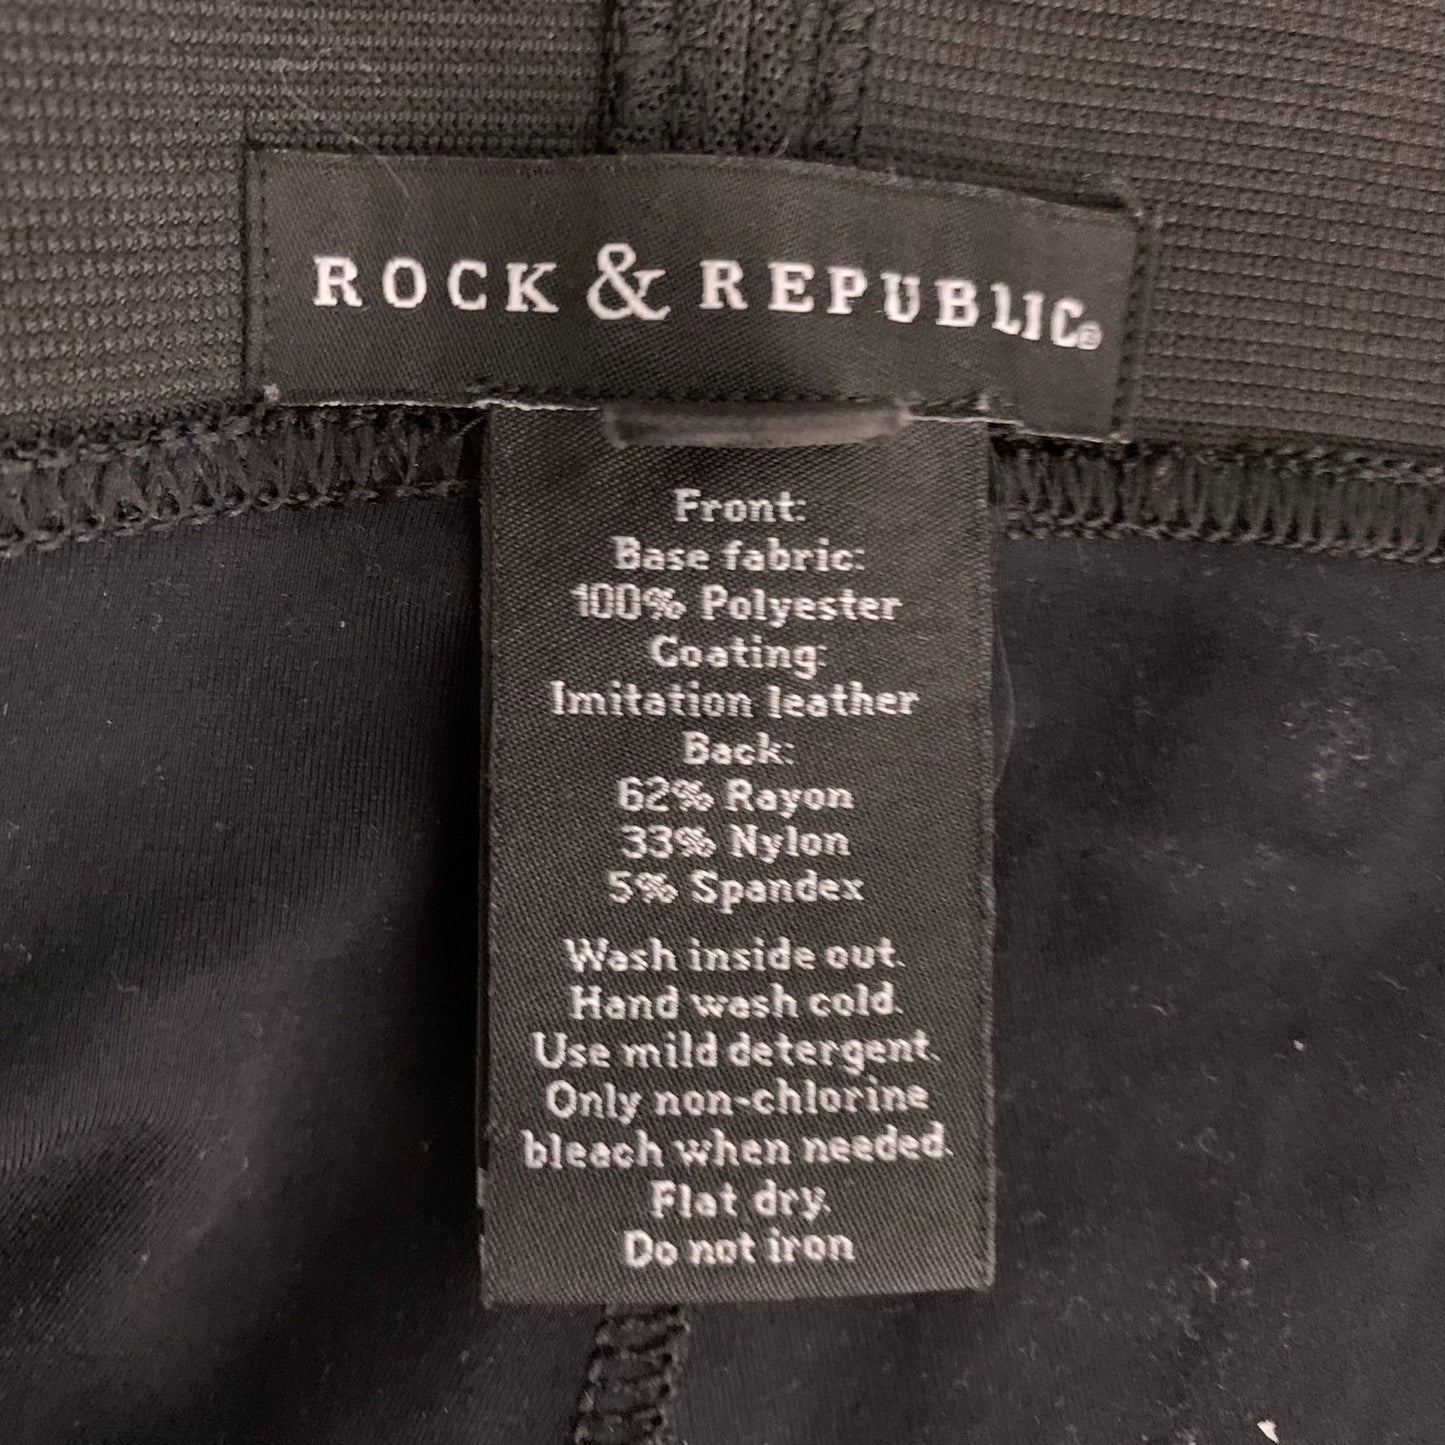 ROCK & REPUBLIC®
Front:
Base fabric:
100% Polyester
Coating:
Imitation leather
Back:
62% Rayon
33% Nylon
5% Spandex
Wash inside out.
Hand wash cold.
Use mild detergent.
Only non-chlorine
bleach when needed.
Flat dry.
Do not iron